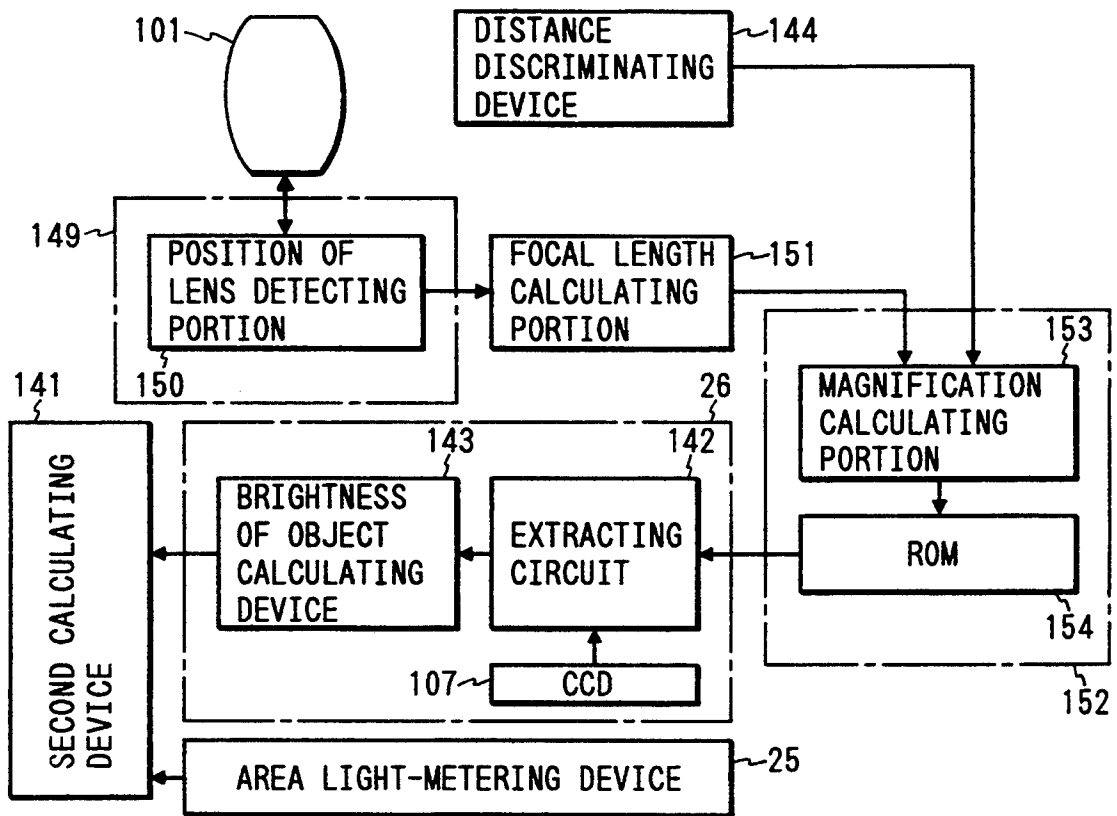 101
DISTANCE
DISCRIMINATING
DEVICE
144
149
POSITION OF
LENS DETECTING
PORTION
150
FOCAL LENGTH
CALCULATING
PORTION
151
153
MAGNIFICATION
CALCULATING
PORTION
ROM
154
152
141
SECOND CALCULATING
DEVICE
26
143
BRIGHTNESS
OF OBJECT
CALCULATING
DEVICE
142
EXTRACTING
CIRCUIT
107
CCD
AREA LIGHT-METERING DEVICE
25